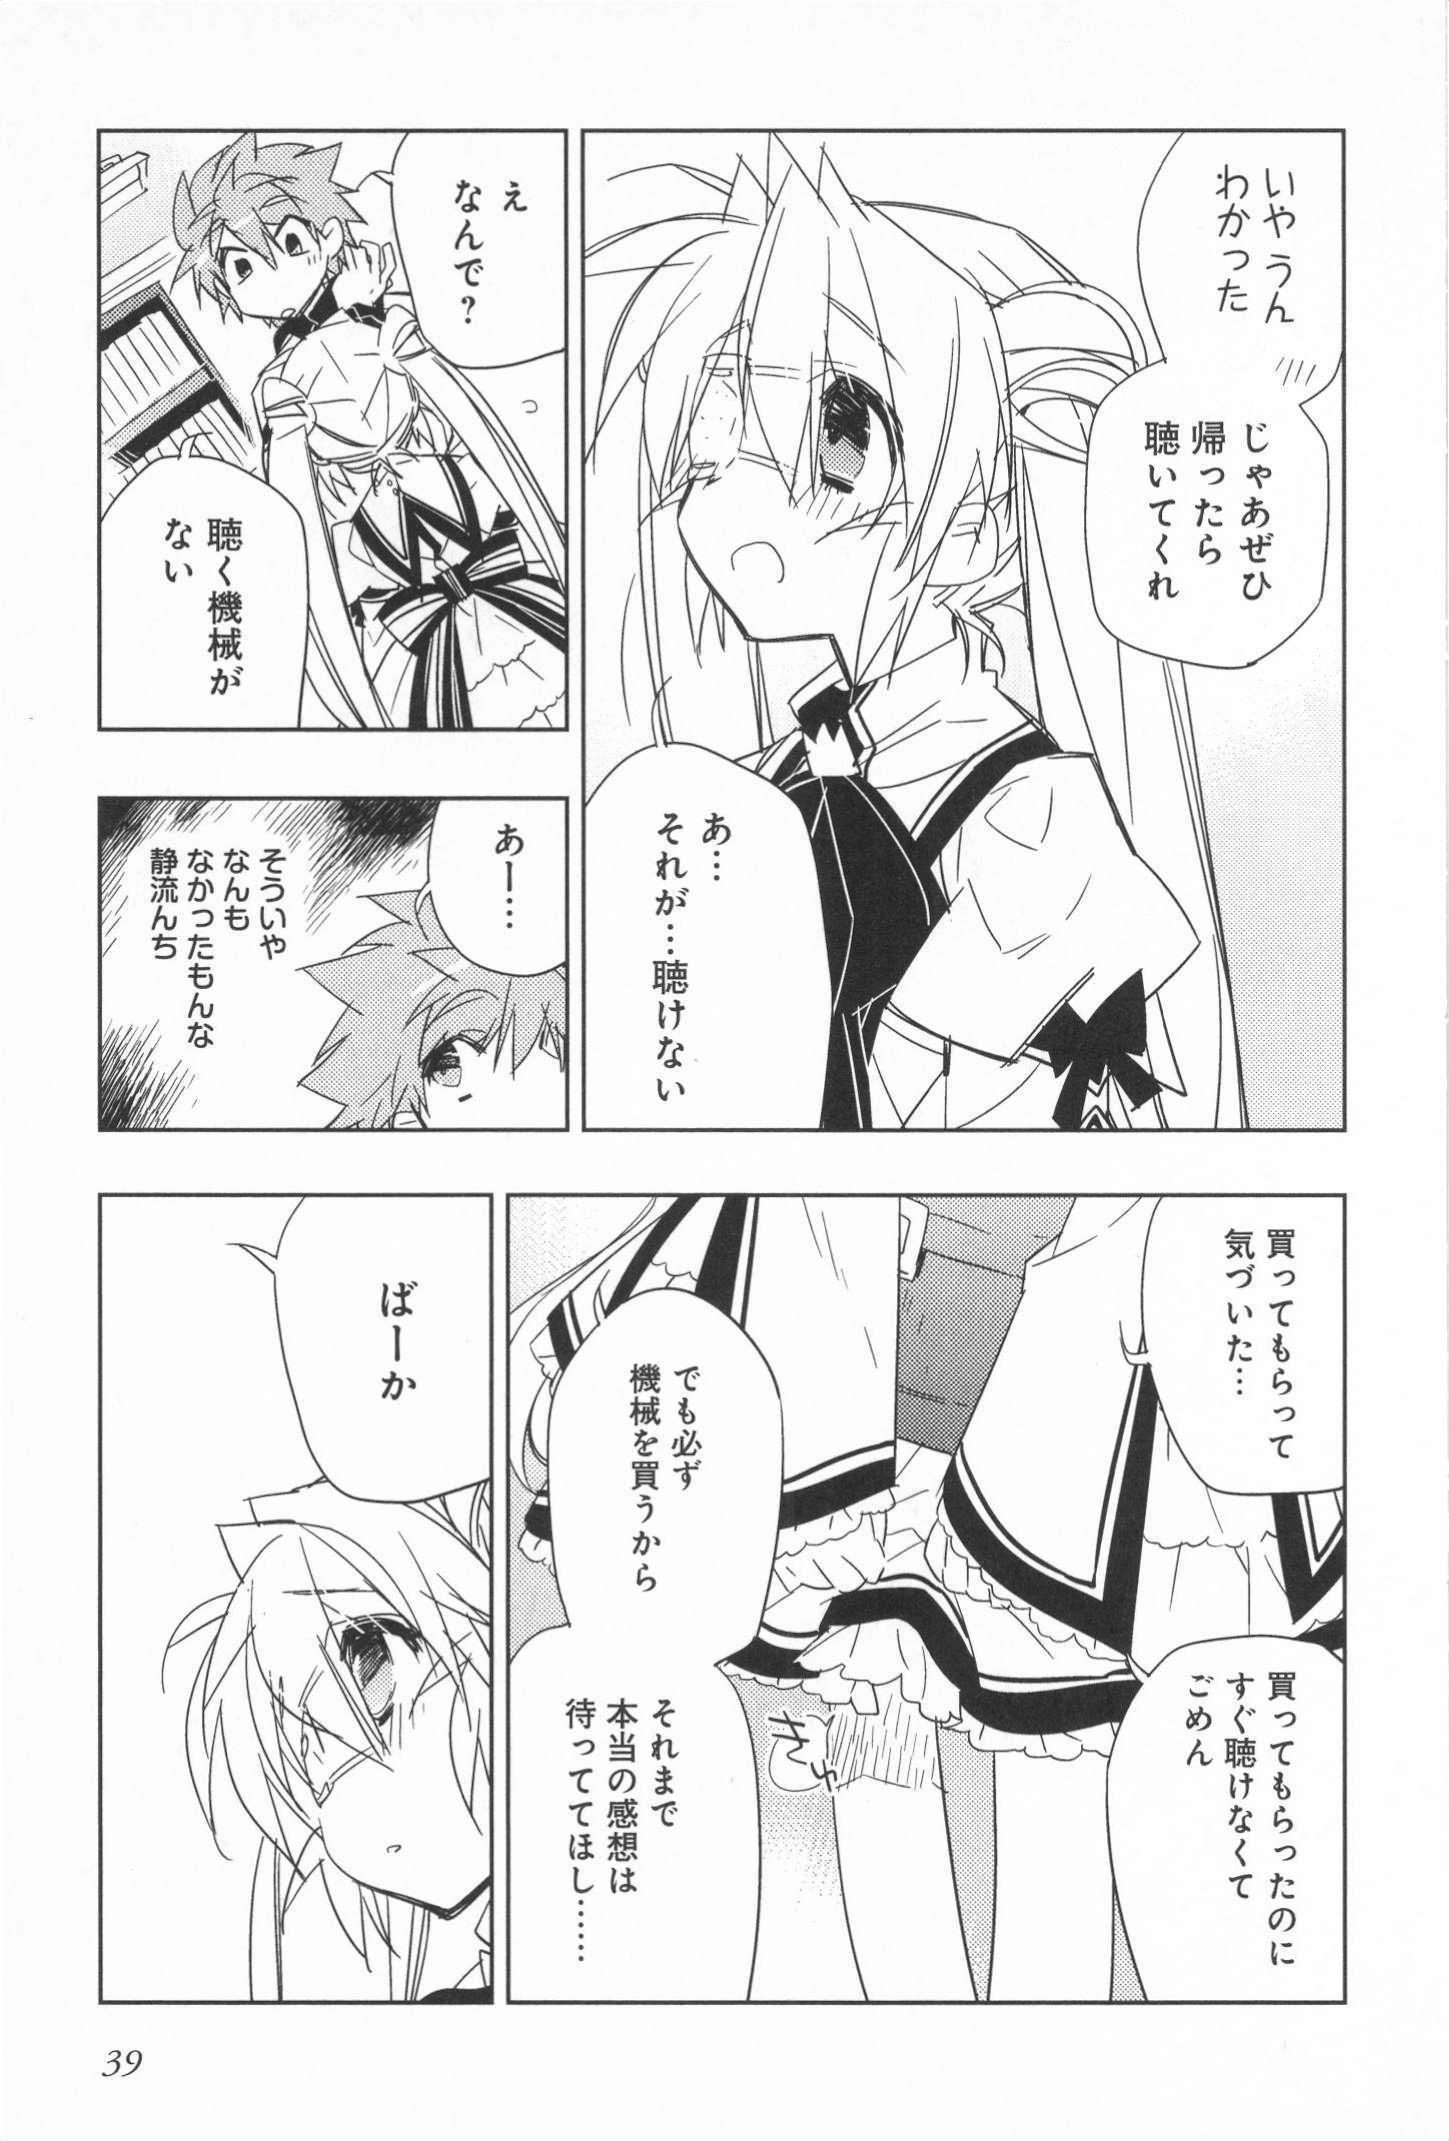 いやうん
わかった
じゃあぜひ
帰ったら
聴いてくれ
あ…
それが…聴けない
え
なんで?
聴く機械が
ない
あー…
そういや
なんも
なかったもんな
静流んち
買ってもらって
気づいた…
買ってもらったのに
すぐ聴けなくて
ごめん
でも必ず
機械を買うから
それまで
本当の感想は
待っててほし……
ばーか
39